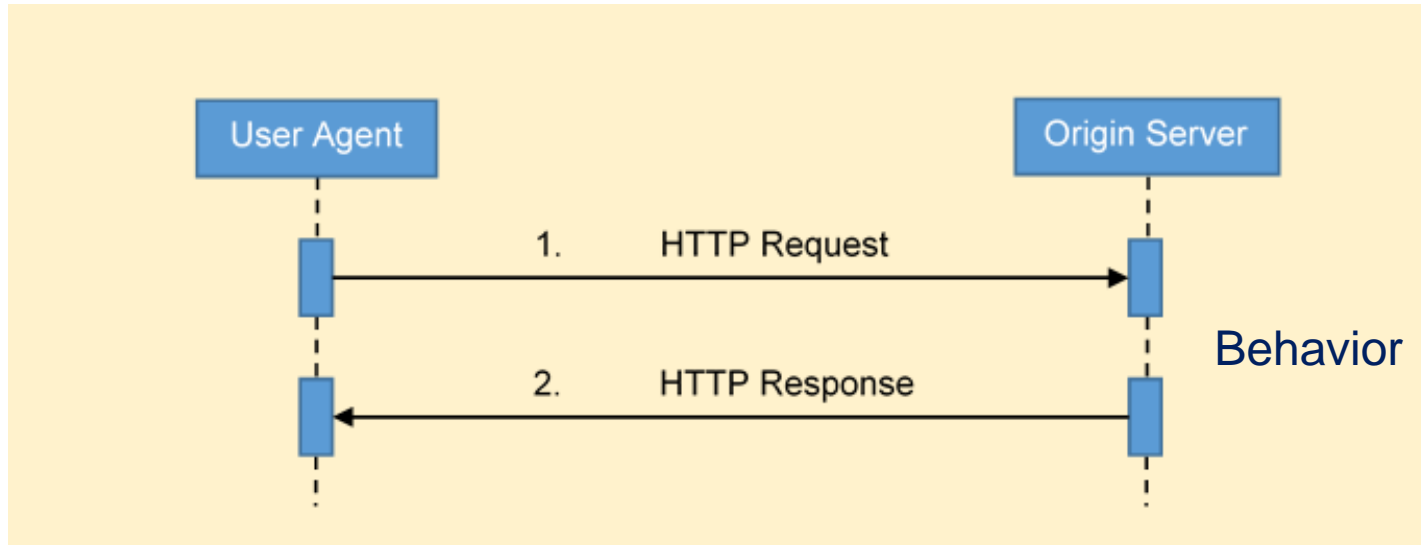 User Agent
Origin Server
1. HTTP Request
Behavior
2. HTTP Response